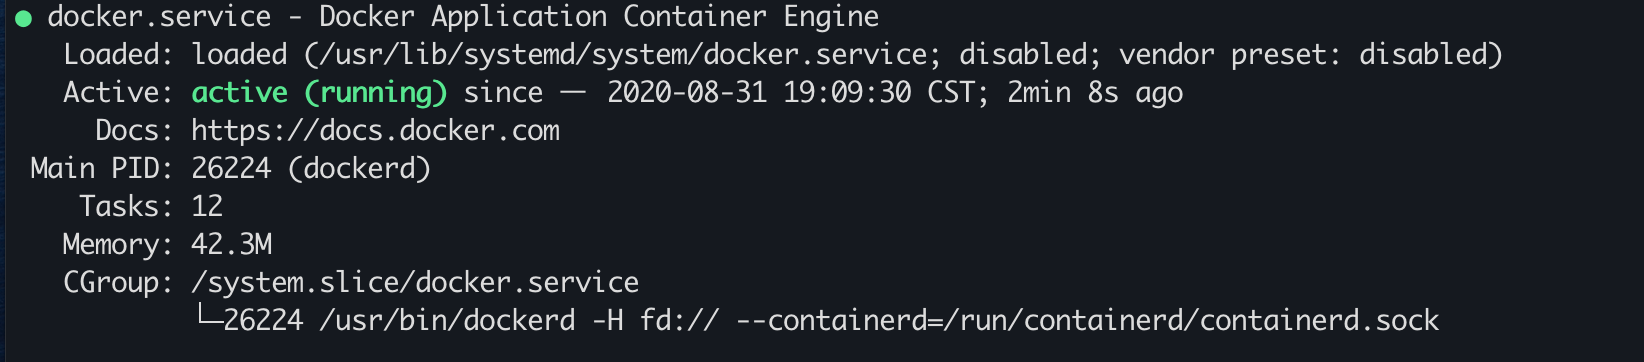 ● docker.service - Docker Application Container Engine
Loaded: loaded (/usr/lib/systemd/system/docker.service; disabled; vendor preset: disabled)
Active: active (running) since 一 2020-08-31 19:09:30 CST; 2min 8s ago
Docs: https://docs.docker.com
Main PID: 26224 (dockerd)
Tasks: 12
Memory: 42.3M
CGroup: /system.slice/docker.service
└─26224 /usr/bin/dockerd -H fd:// --containerd=/run/containerd/containerd.sock